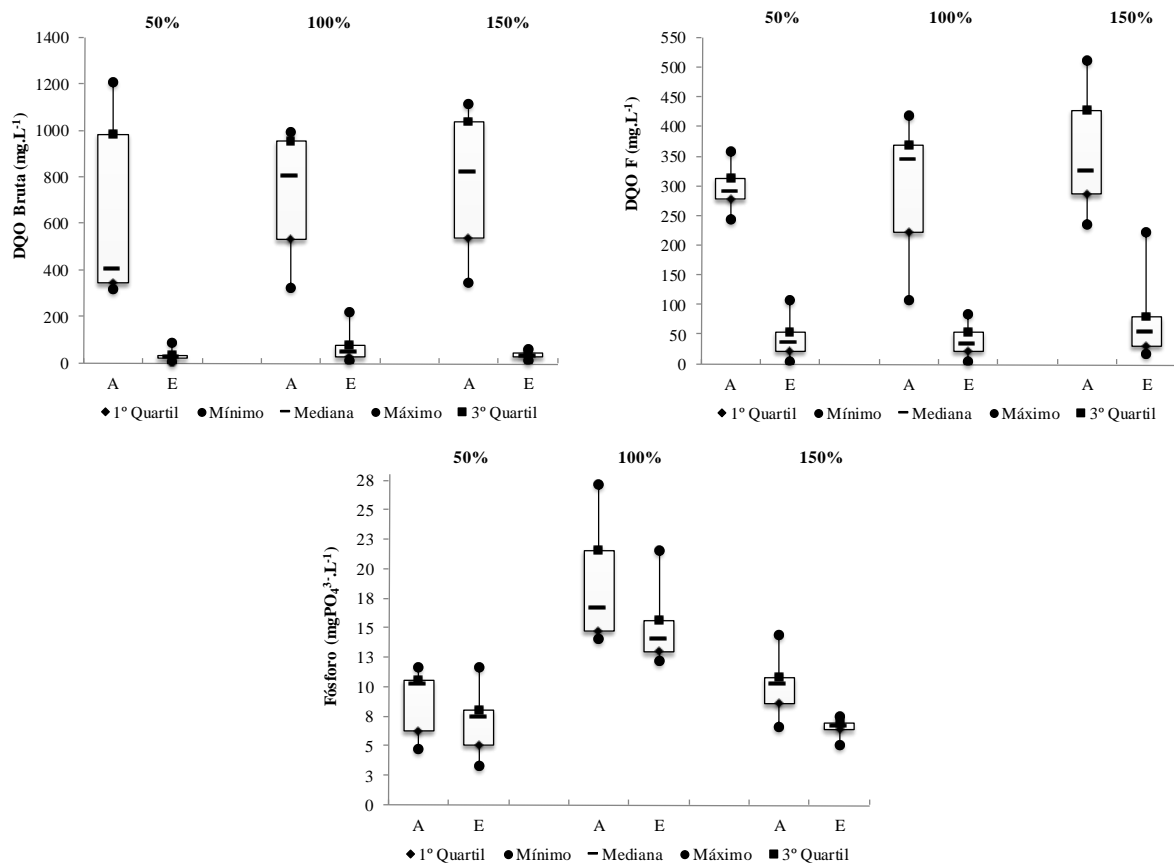 50% 100% 150%
1400
1200
1000
800
600
400
200
0
DQO Bruta (mg.L⁻¹)
A E A E A E
◆ 1º Quartil ● Mínimo − Mediana ● Máximo ■ 3º Quartil
50% 100% 150%
550
500
450
400
350
300
250
200
150
100
50
0
DQO F (mg.L⁻¹)
A E A E A E
◆ 1º Quartil ● Mínimo − Mediana ● Máximo ■ 3º Quartil
50% 100% 150%
28
25
23
20
18
15
13
10
8
5
3
0
Fósforo (mgPO₄³⁻.L⁻¹)
A E A E A E
◆ 1º Quartil ● Mínimo − Mediana ● Máximo ■ 3º Quartil